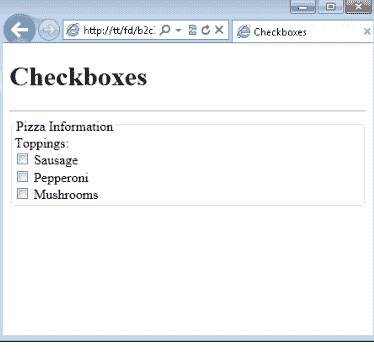 http://tt/fd/b2c
Checkboxes
Checkboxes
Pizza Information
Toppings:
Sausage
Pepperoni
Mushrooms